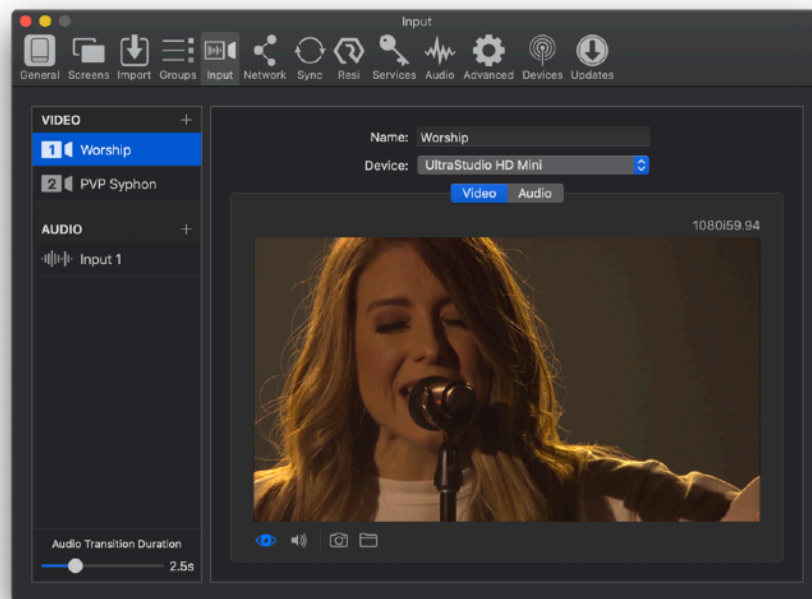 Input
General Screens Import Groups Input Network Sync Resi Services Audio Advanced Devices Updates
VIDEO +
1 Worship
2 PVP Syphon
AUDIO +
Input 1
Audio Transition Duration
2.5s
Name: Worship
Device: UltraStudio HD Mini
Video Audio
1080i59.94